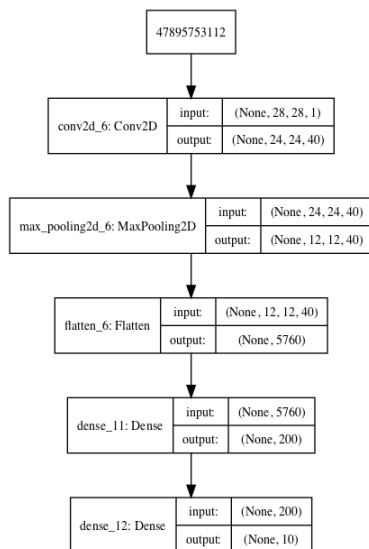 47895753112
conv2d_6: Conv2D
input:
(None, 28, 28, 1)
output:
(None, 24, 24, 40)
max_pooling2d_6: MaxPooling2D
input:
(None, 24, 24, 40)
output:
(None, 12, 12, 40)
flatten_6: Flatten
input:
(None, 12, 12, 40)
output:
(None, 5760)
dense_11: Dense
input:
(None, 5760)
output:
(None, 200)
dense_12: Dense
input:
(None, 200)
output:
(None, 10)